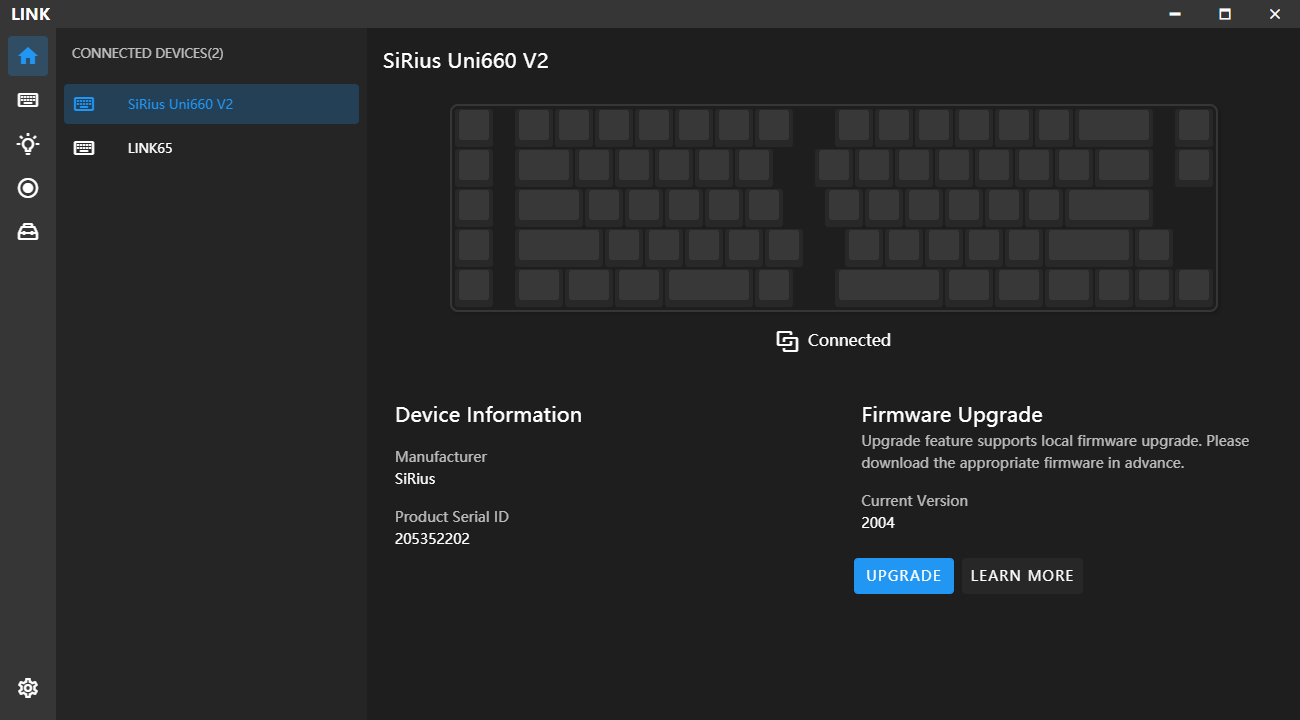 LINK
CONNECTED DEVICES(2)
SiRius Uni660 V2
LINK65
SiRius Uni660 V2
Connected
Device Information
Manufacturer
SiRius
Product Serial ID
205352202
Firmware Upgrade
Upgrade feature supports local firmware upgrade. Please
download the appropriate firmware in advance.
Current Version
2004
UPGRADE
LEARN MORE